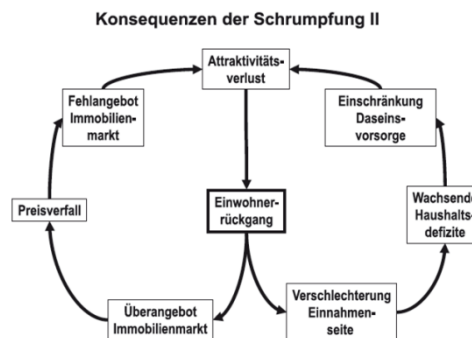 Konsequenzen der Schrumpfung II
Attraktivitäts-
verlust
Fehlangebot
Immobilien-
markt
Einschränkung
Daseins-
vorsorge
Preisverfall
Einwohner-
rückgang
Wachsende
Haushalts-
defizite
Überangebot
Immobilienmarkt
Verschlechterung
Einnahmen-
seite